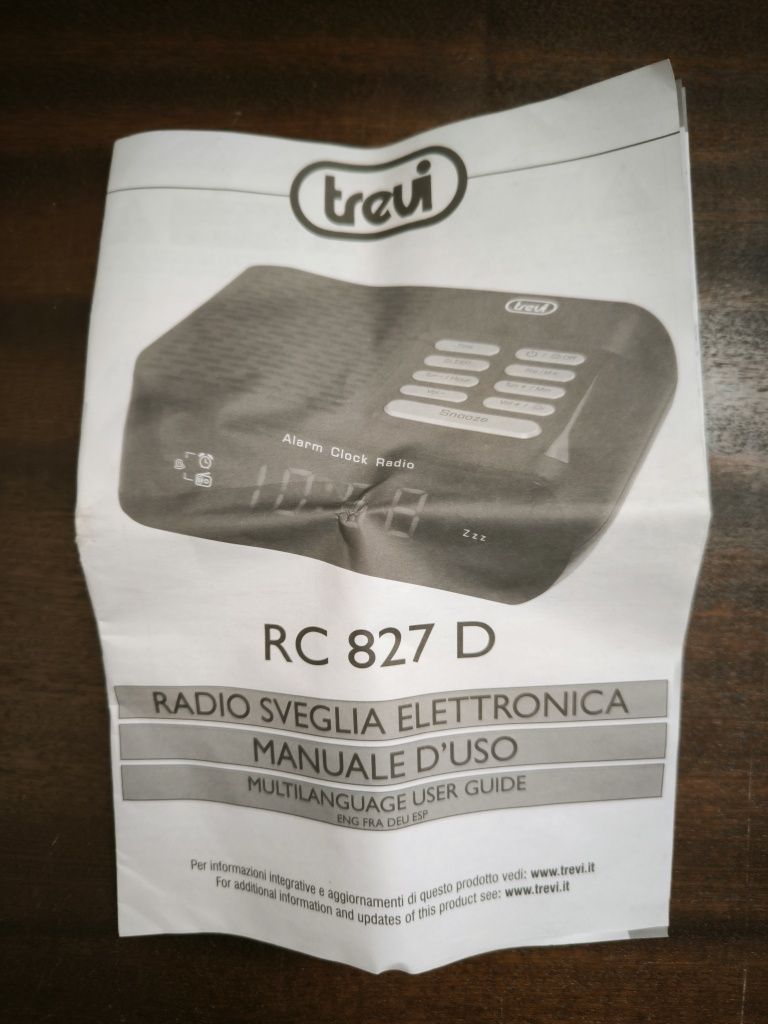 trevi
trevi
Snooze
Alarm Clock Radio
Zzz
RC 827 D
RADIO SVEGLIA ELETTRONICA
MANUALE D'USO
MULTILANGUAGE USER GUIDE
ENG FRA DEU ESP
Per informazioni integrative e aggiornamenti di questo prodotto vedi: www.trevi.it
For additional information and updates of this product see: www.trevi.it